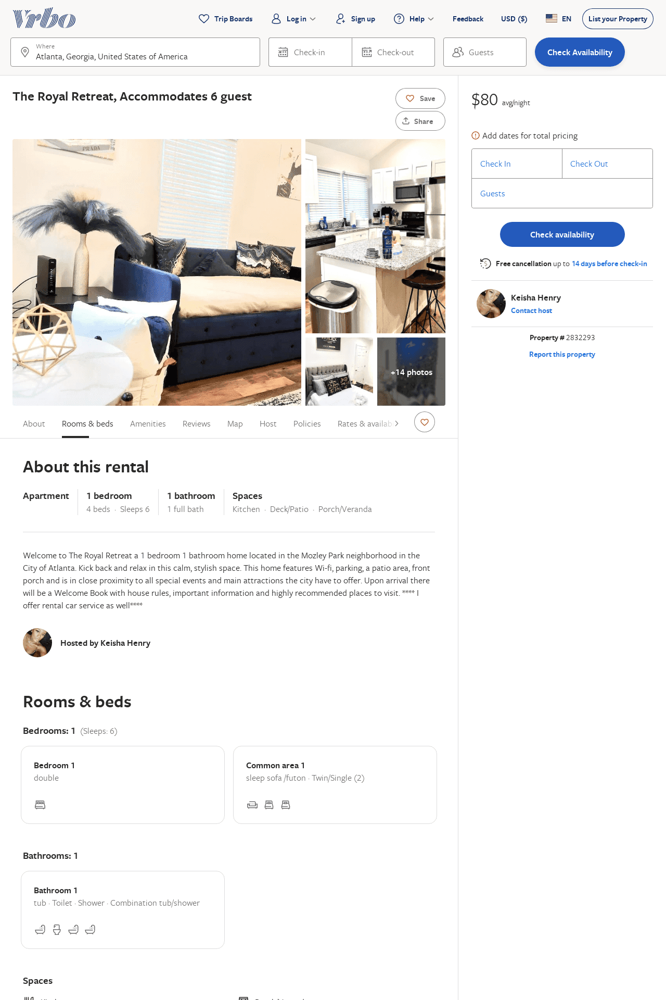 Vrbo
Trip Boards
Log in
Sign up
Help
Feedback
USD ($)
EN
List your Property
Where
Atlanta, Georgia, United States of America
Check-in
Check-out
Guests
Check Availability
The Royal Retreat, Accommodates 6 guest
Save
Share
$80 avg/night
Add dates for total pricing
Check In
Check Out
Guests
Check availability
Free cancellation up to 14 days before check-in
Keisha Henry
Contact host
Property # 2832293
Report this property
PRADA
ROLEX
+14 photos
About
Rooms & beds
Amenities
Reviews
Map
Host
Policies
Rates & availab
About this rental
Apartment
1 bedroom
4 beds · Sleeps 6
1 bathroom
1 full bath
Spaces
Kitchen · Deck/Patio · Porch/Veranda
Welcome to The Royal Retreat a 1 bedroom 1 bathroom home located in the Mozley Park neighborhood in the
City of Atlanta. Kick back and relax in this calm, stylish space. This home features Wi-fi, parking, a patio area, front
porch and is in close proximity to all special events and main attractions the city have to offer. Upon arrival there
will be a Welcome Book with house rules, important information and highly recommended places to visit. **** I
offer rental car service as well****
Hosted by Keisha Henry
Rooms & beds
Bedrooms: 1 (Sleeps: 6)
Bedroom 1
double
Common area 1
sleep sofa /futon · Twin/Single (2)
Bathrooms: 1
Bathroom 1
tub · Toilet · Shower · Combination tub/shower
Spaces